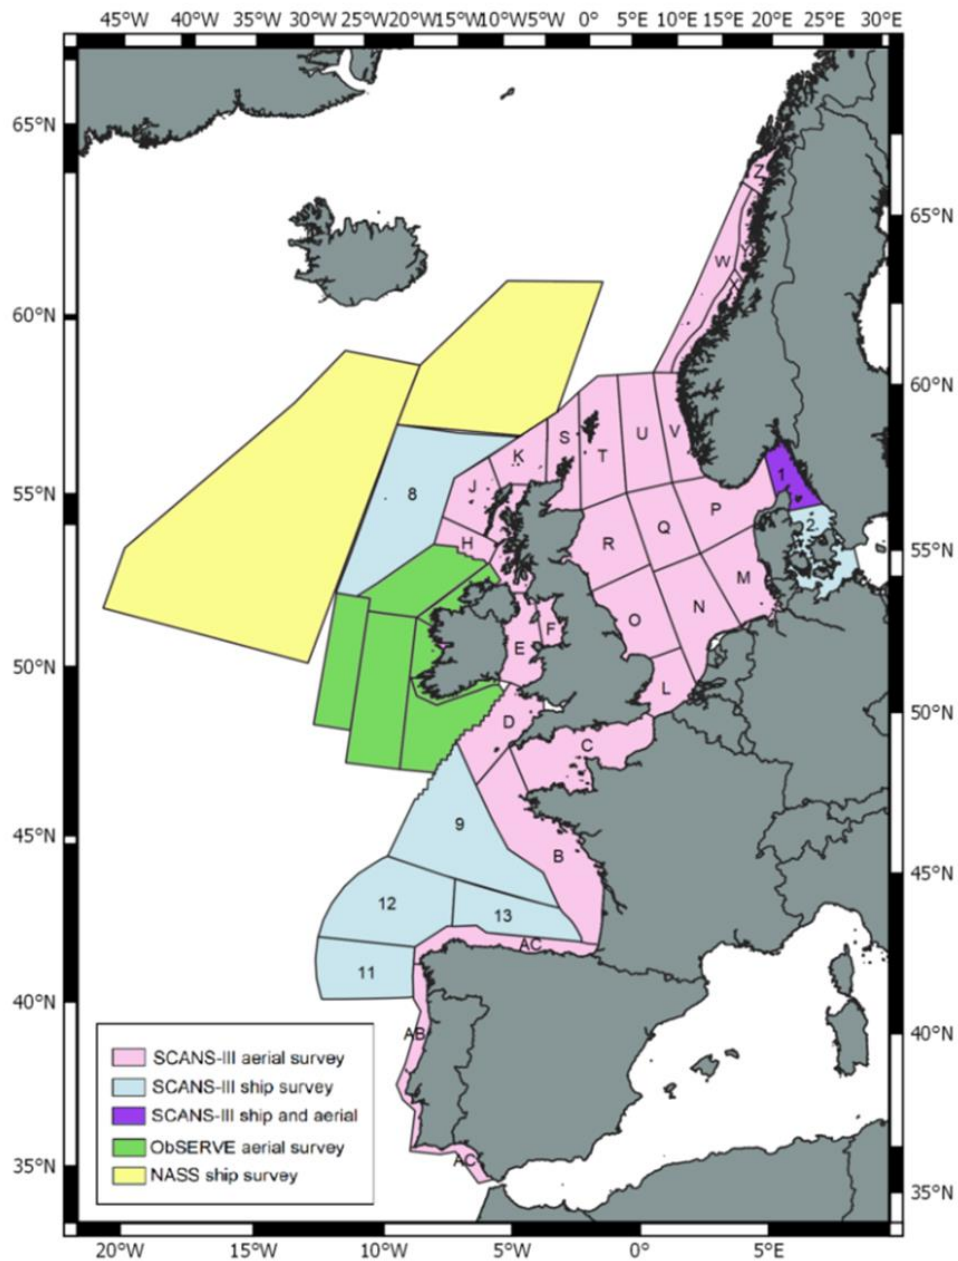 45°W 40°W 35°W 30°W 25°W 20°W 15°W 10°W 5°W 0° 5°E 10°E 15°E 20°E 25°E 30°E
65°N
Z
65°N
W
Y
X
60°N
60°N
S
U
V
K
T
1
J
8
55°N
P
2
Q
H
R
55°N
M
N
O
F
E
50°N
L
50°N
D
C
9
45°N
B
45°N
12
13
AC
11
40°N
AB
40°N
SCANS-III aerial survey
SCANS-III ship survey
SCANS-III ship and aerial
ObSERVE aerial survey
NASS ship survey
AC
35°N
35°N
20°W 15°W 10°W 5°W 0° 5°E